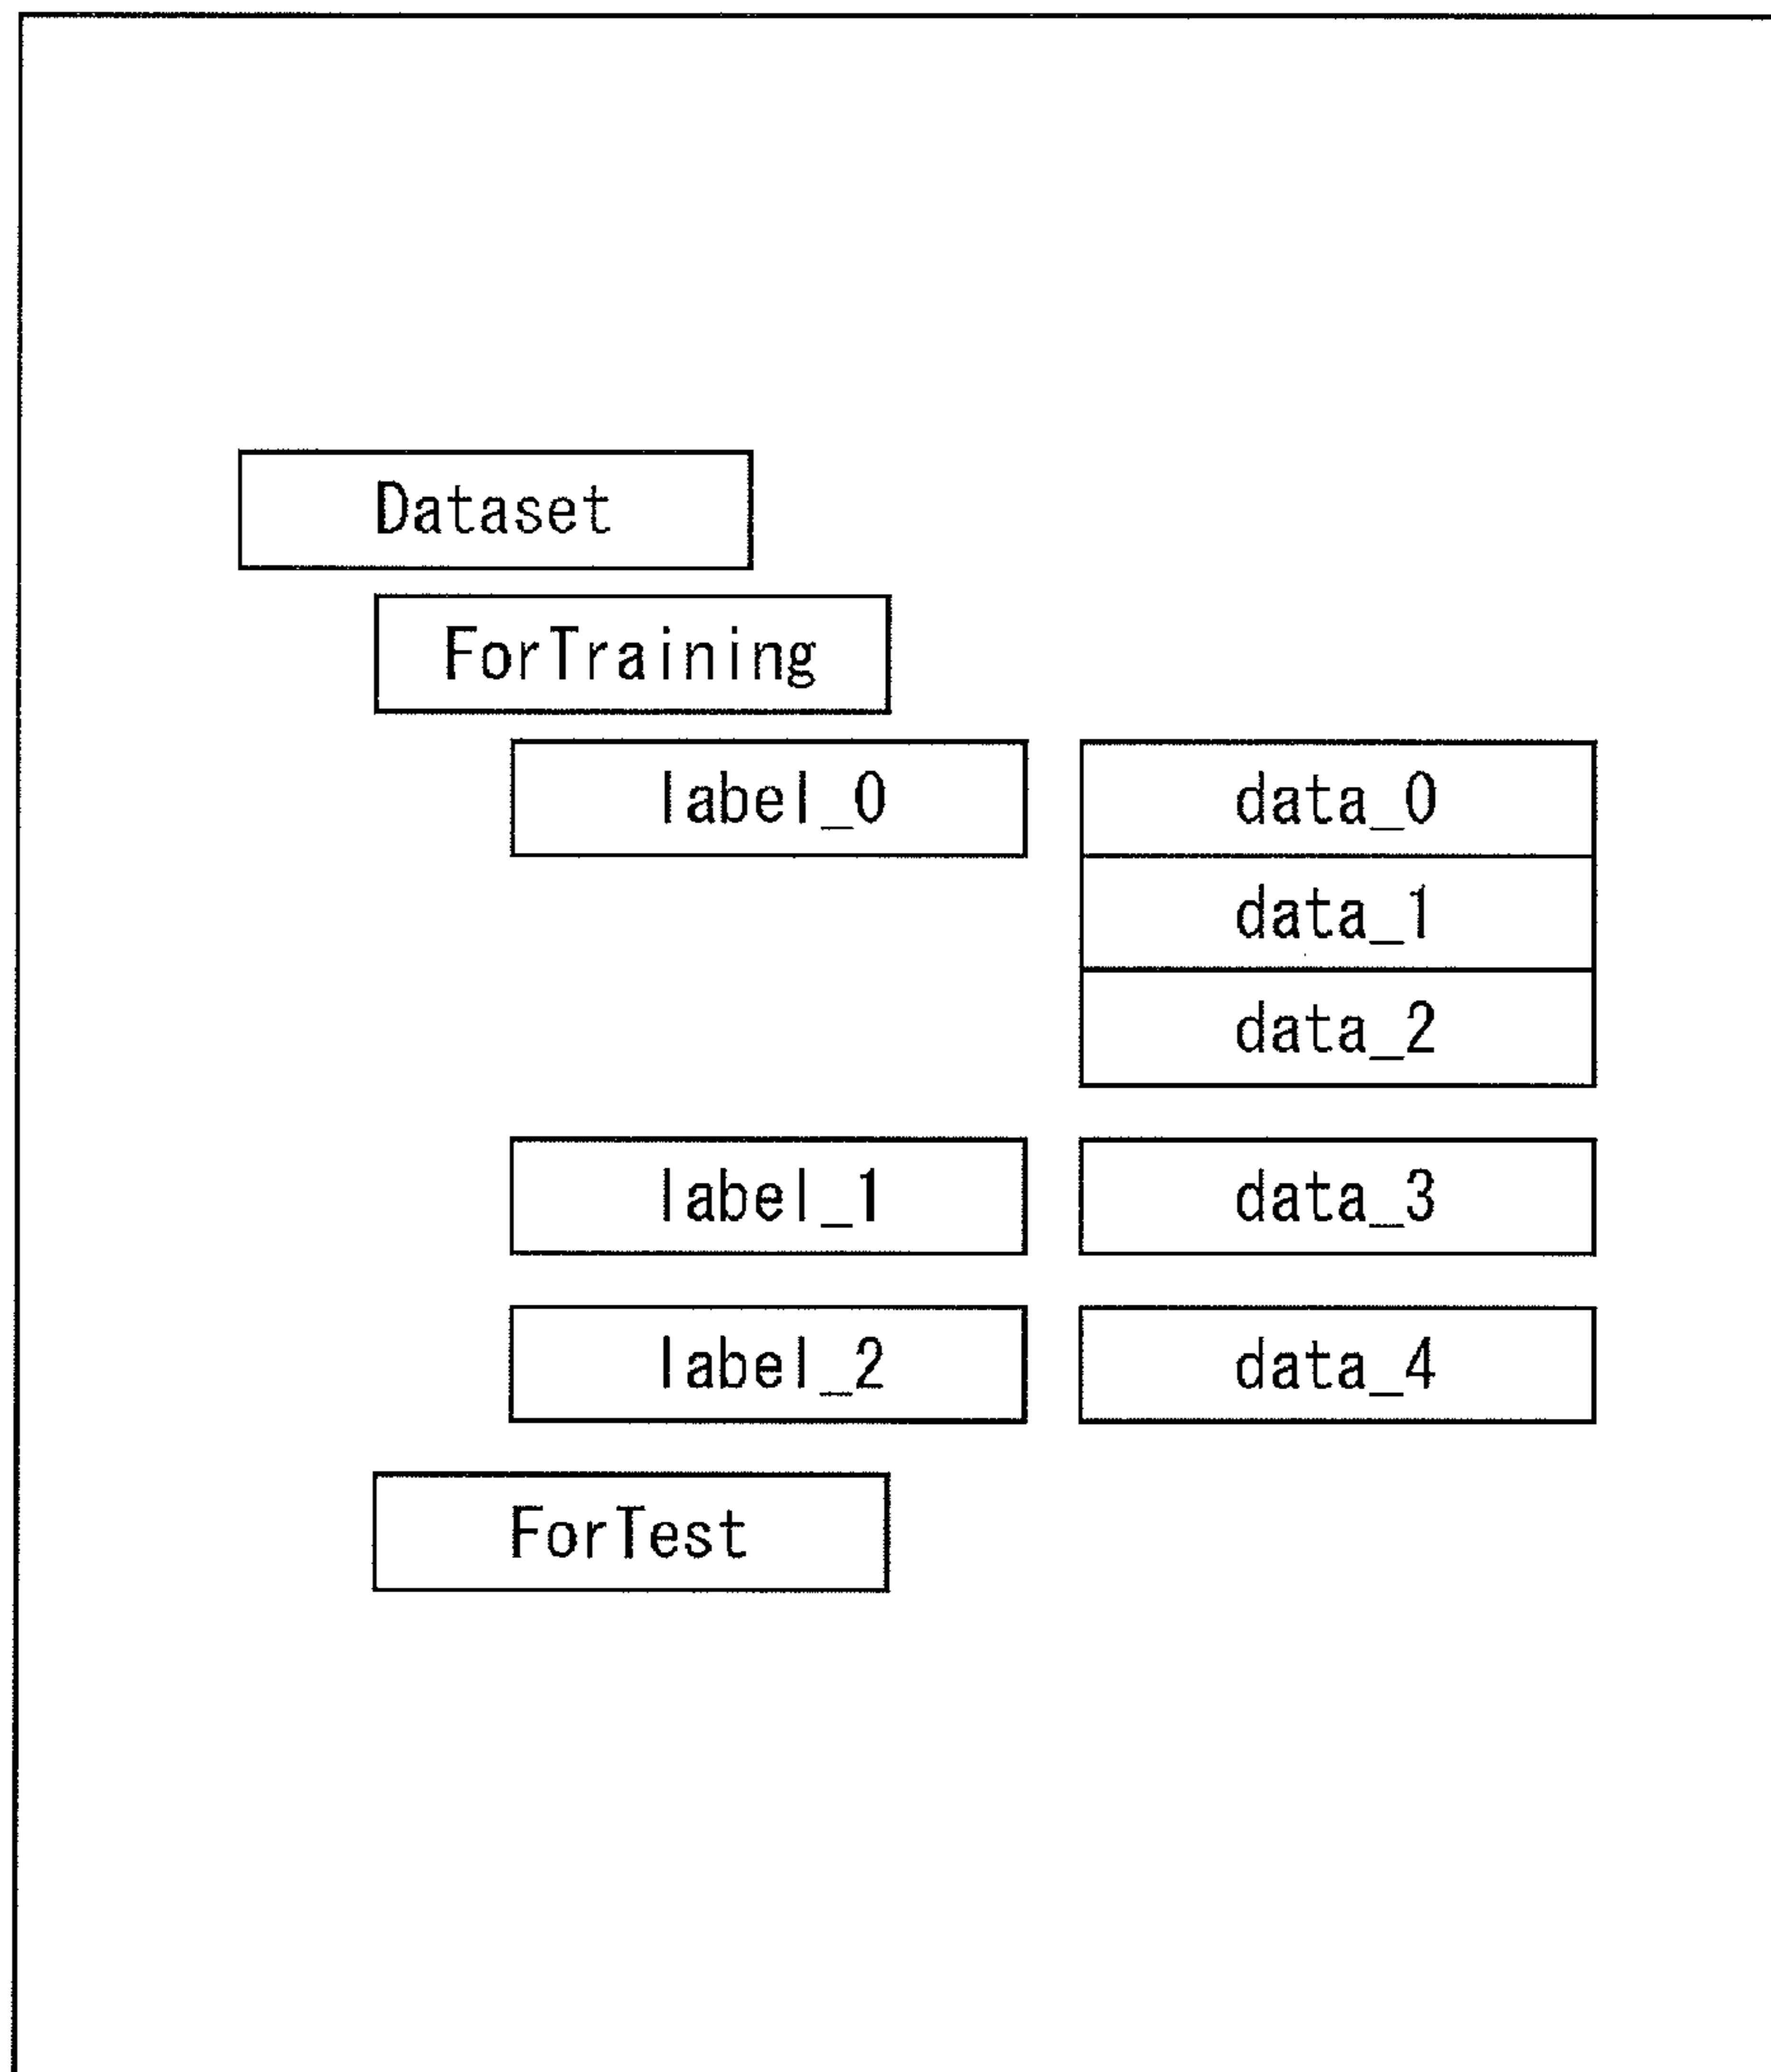 Dataset
ForTraining
label_0 data_0
data_1
data_2
label_1 data_3
label_2 data_4
ForTest